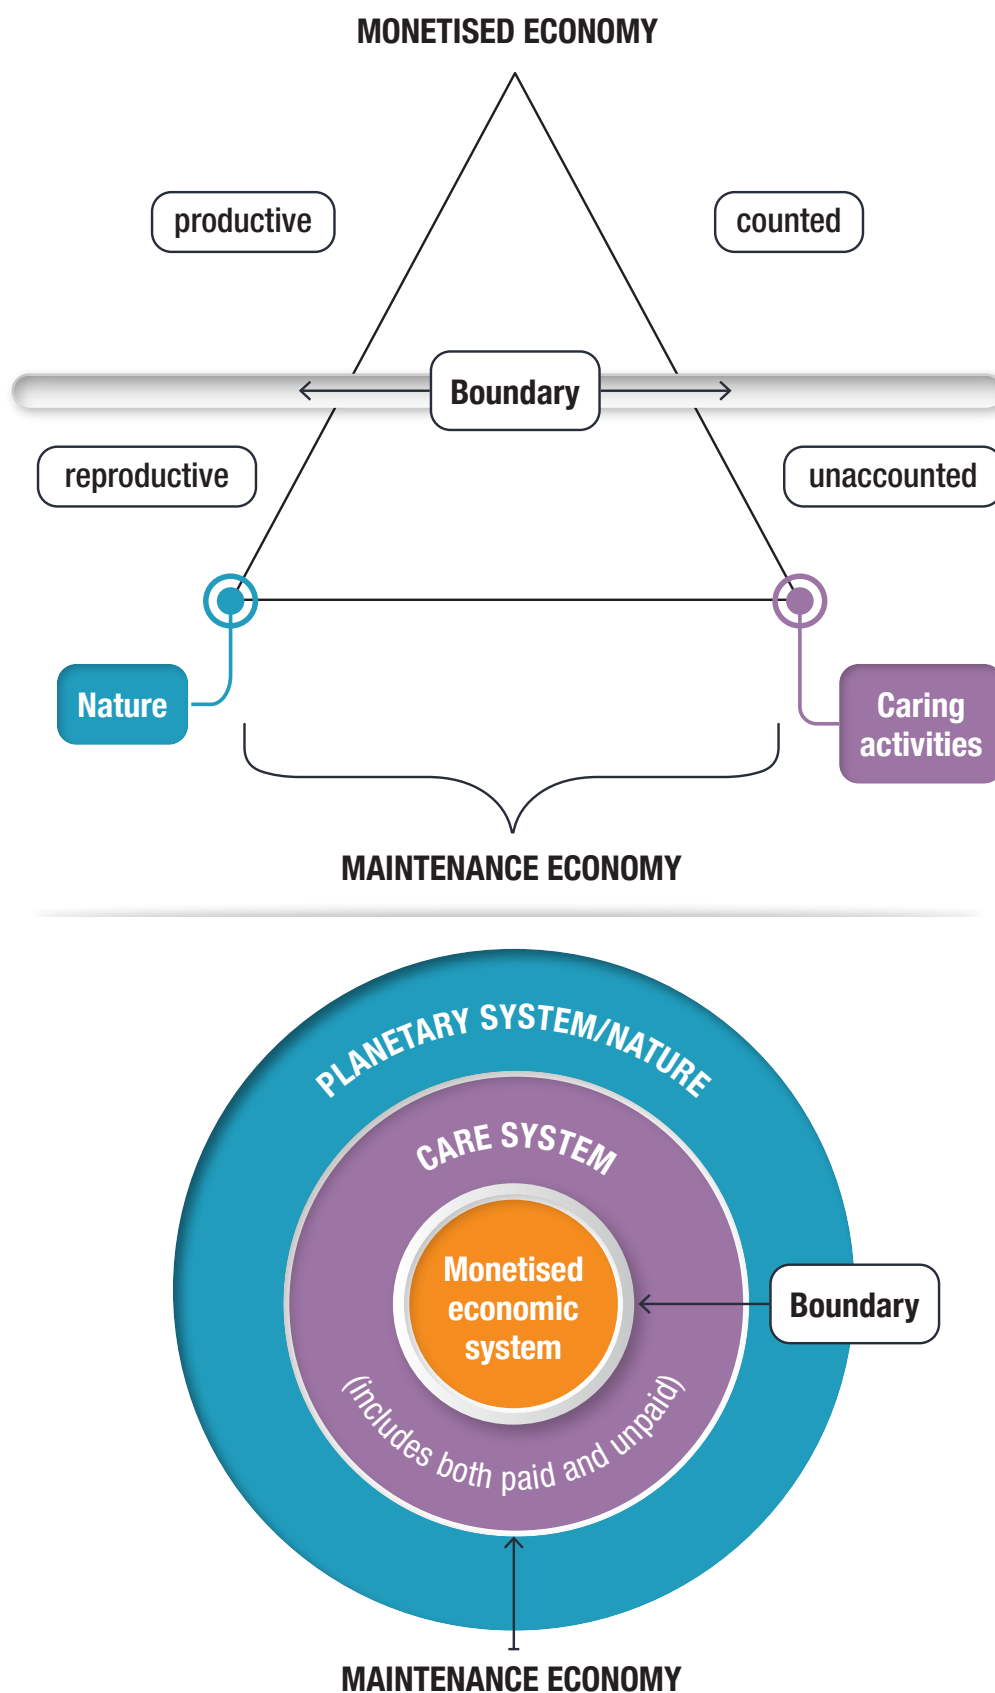 MONETISED ECONOMY
productive
counted
Boundary
reproductive
unaccounted
Nature
Caring
activities
MAINTENANCE ECONOMY
PLANETARY SYSTEM/NATURE
CARE SYSTEM
Monetised
economic
system
Boundary
(includes both paid and unpaid)
MAINTENANCE ECONOMY